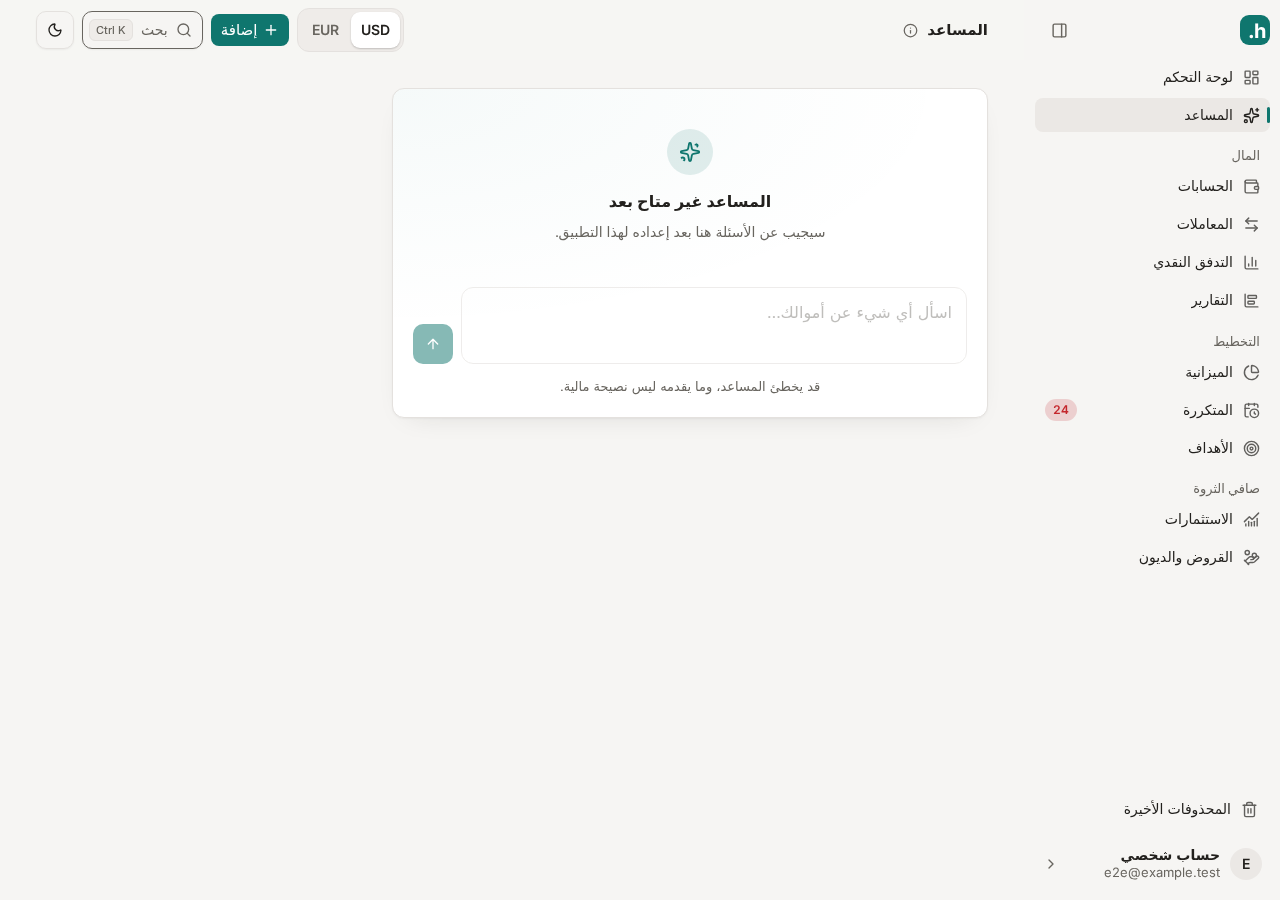 h.
لوحة التحكم
المساعد
المال
الحسابات
المعاملات
التدفق النقدي
التقارير
التخطيط
الميزانية
المتكررة 24
الأهداف
صافي الثروة
الاستثمارات
القروض والديون
المحذوفات الأخيرة
E
حساب شخصي
e2e@example.test
المساعد
USD EUR
إضافة
بحث Ctrl K
المساعد غير متاح بعد
سيجيب عن الأسئلة هنا بعد إعداده لهذا التطبيق.
اسأل أي شيء عن أموالك...
قد يخطئ المساعد، وما يقدمه ليس نصيحة مالية.